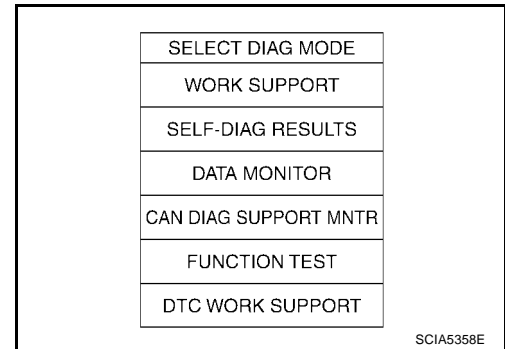 SELECT DIAG MODE
WORK SUPPORT
SELF-DIAG RESULTS
DATA MONITOR
CAN DIAG SUPPORT MNTR
FUNCTION TEST
DTC WORK SUPPORT
SCIA5358E